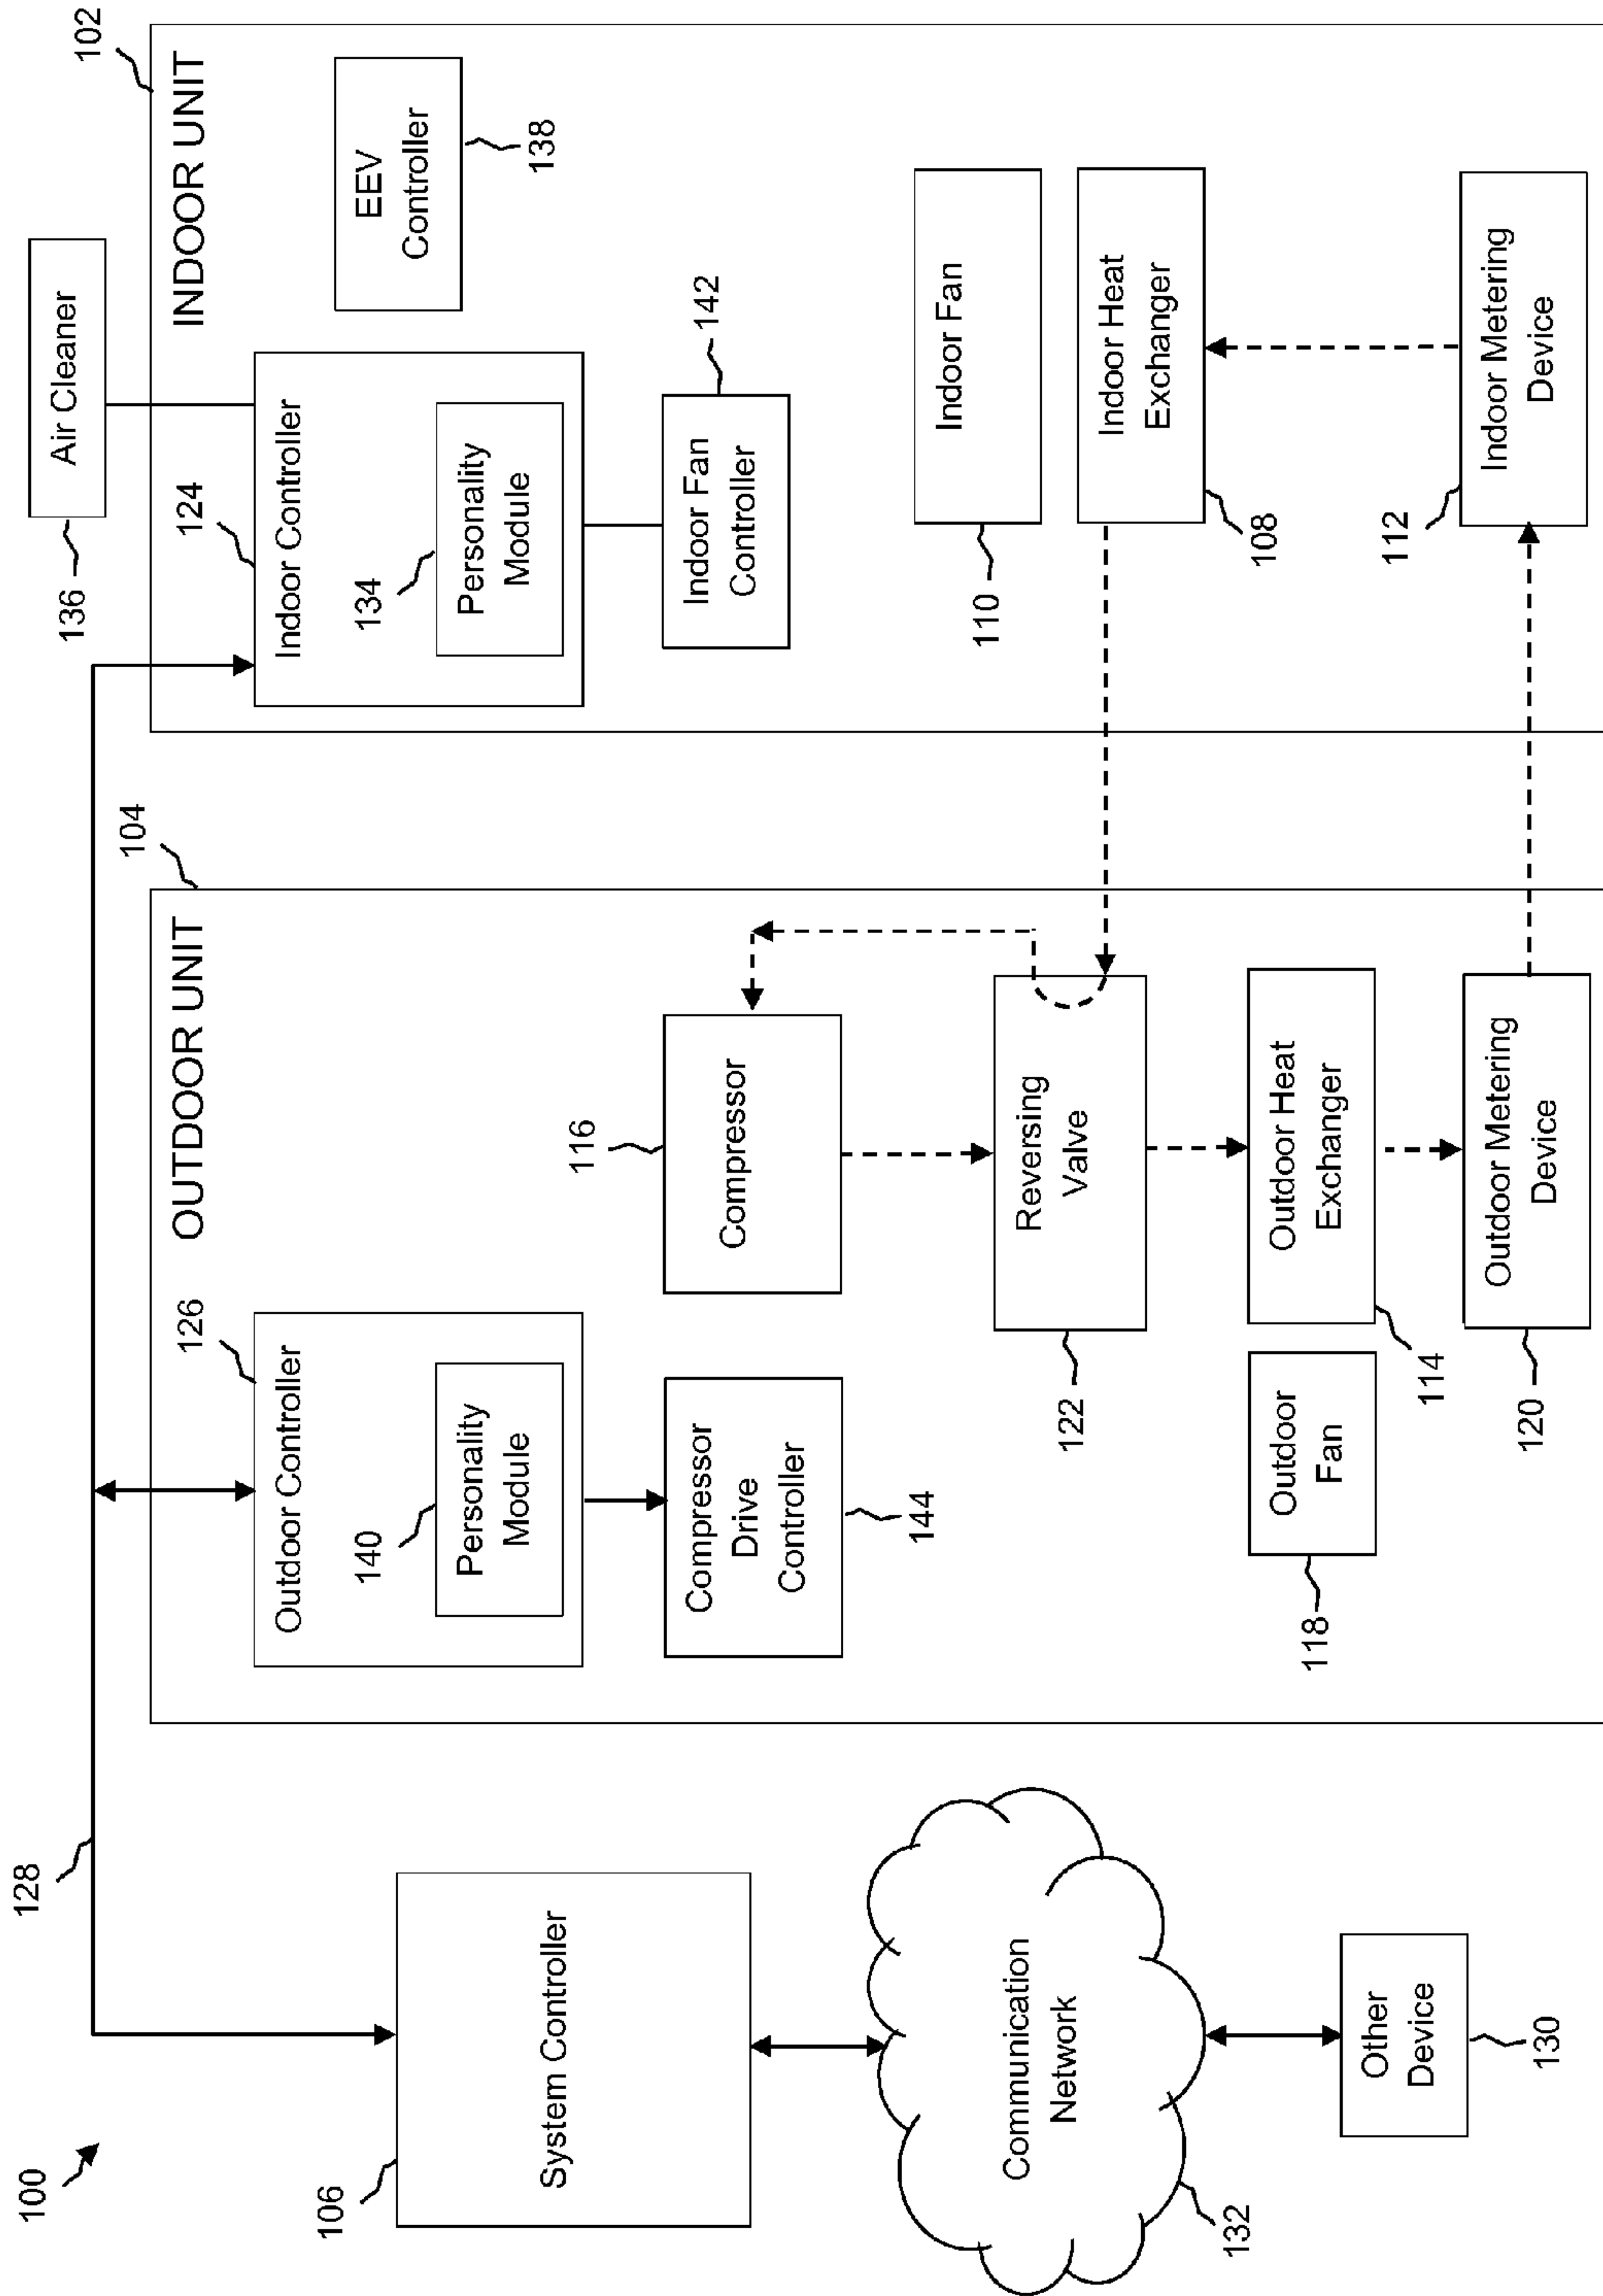 100
128
106
System Controller
Communication
Network
132
Other
Device
130
104
OUTDOOR UNIT
126
Outdoor Controller
140
Personality
Module
Compressor
Drive
Controller
144
116
Compressor
Reversing
Valve
122
Outdoor
Fan
118
Outdoor Heat
Exchanger
114
Outdoor Metering
Device
120
136
Air Cleaner
102
INDOOR UNIT
124
Indoor Controller
134
Personality
Module
EEV
Controller
138
Indoor Fan
Controller
142
Indoor Fan
110
Indoor Heat
Exchanger
108
Indoor Metering
Device
112